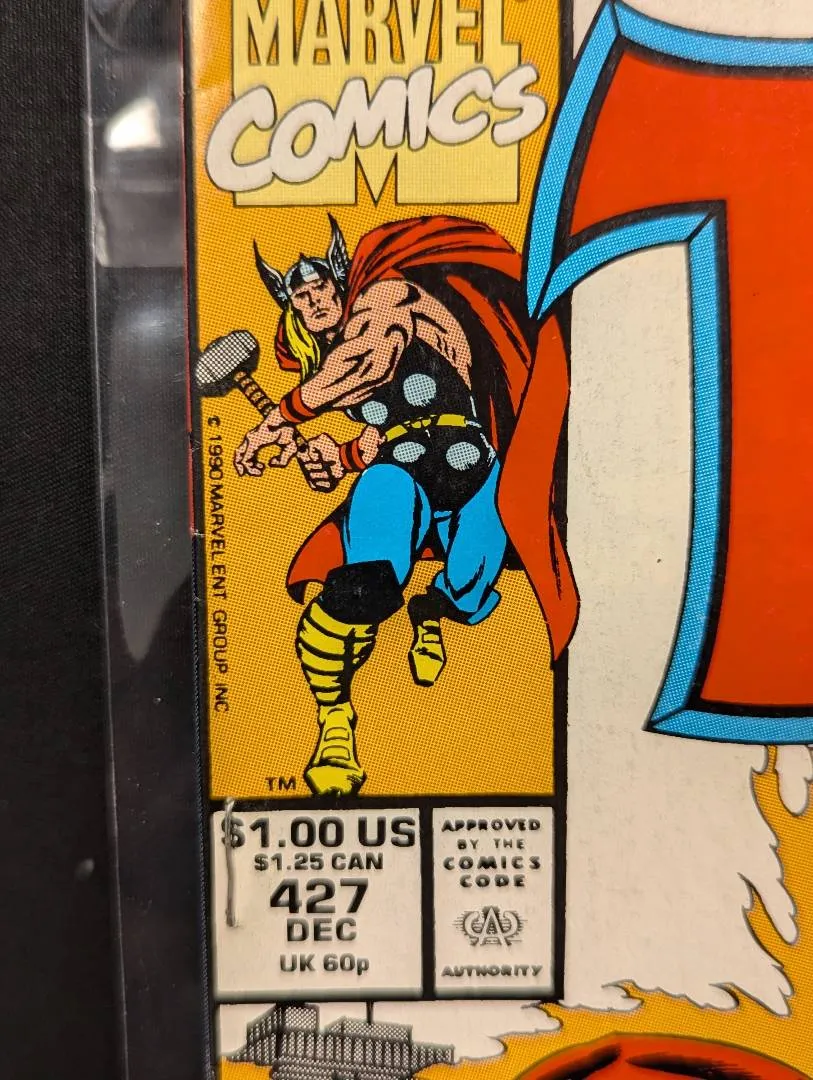 MARVEL
COMICS
© 1990 MARVEL ENT GROUP INC
TM
$1.00 US
$1.25 CAN
427
DEC
UK 60p
APPROVED
BY THE
COMICS
CODE
CA
AUTHORITY
T